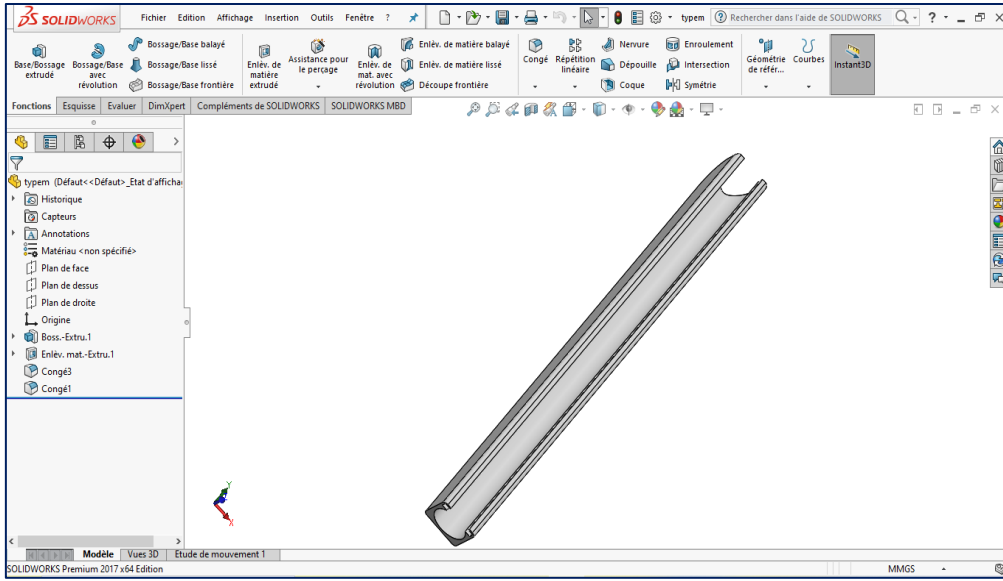 SOLIDWORKS Fichier Edition Affichage Insertion Outils Fenêtre ? typem Rechercher dans l'aide de SOLIDWORKS ?
Base/Bossage extrudé
Bossage/Base avec révolution
Bossage/Base balayé
Bossage/Base lissé
Bossage/Base frontière
Enlèv. de matière extrudé
Assistance pour le perçage
Enlèv. de mat. avec révolution
Enlèv. de matière balayé
Enlèv. de matière lissé
Découpe frontière
Congé
Répétition linéaire
Nervure
Dépouille
Coque
Enroulement
Intersection
Symétrie
Géométrie de référ...
Courbes
Instant3D
Fonctions Esquisse Evaluer DimXpert Compléments de SOLIDWORKS SOLIDWORKS MBD
typem (Défaut<<Défaut>_Etat d'afficha
Historique
Capteurs
Annotations
Matériau <non spécifié>
Plan de face
Plan de dessus
Plan de droite
Origine
Boss.-Extru.1
Enlèv. mat.-Extru.1
Congé3
Congé1
Y
X
Modèle Vues 3D Etude de mouvement 1
SOLIDWORKS Premium 2017 x64 Edition MMGS